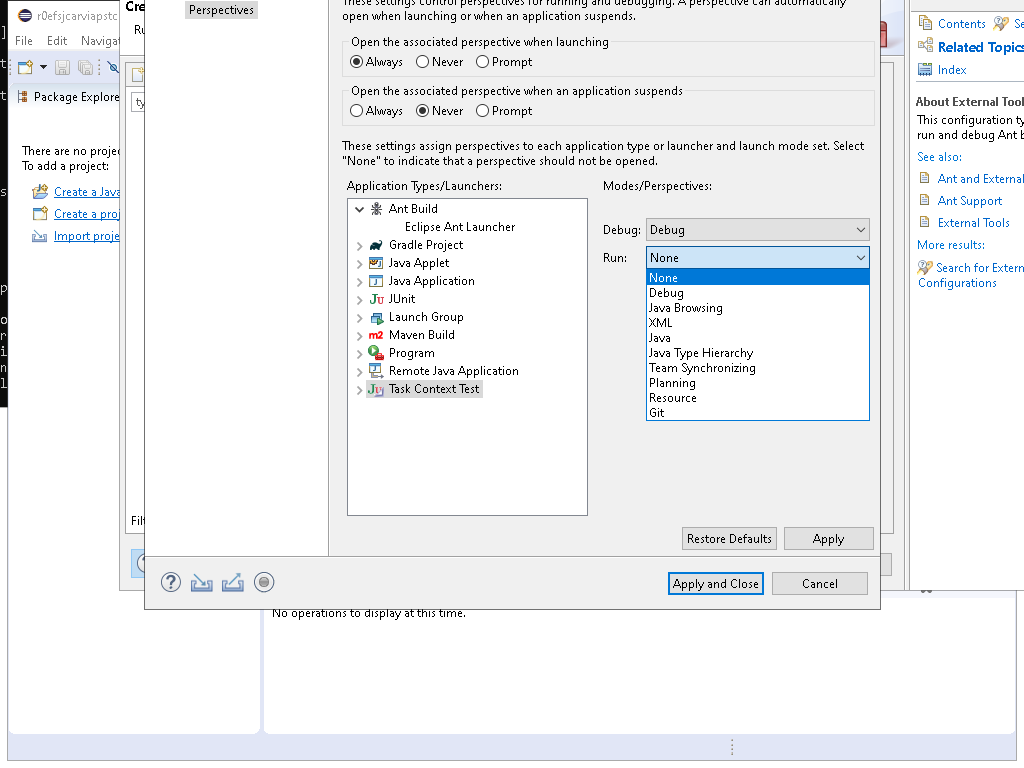 r0efsjcarviapstc
File Edit Navigat
Package Explore
There are no projec
To add a project:
Create a Java
Create a proj
Import proje
Cre
Ru
ty
Filt
Perspectives
These settings control perspectives for running and debugging. A perspective can automatically
open when launching or when an application suspends.
Open the associated perspective when launching
Always Never Prompt
Open the associated perspective when an application suspends
Always Never Prompt
These settings assign perspectives to each application type or launcher and launch mode set. Select
"None" to indicate that a perspective should not be opened.
Application Types/Launchers:
Ant Build
Eclipse Ant Launcher
Gradle Project
Java Applet
Java Application
JUnit
Launch Group
Maven Build
Program
Remote Java Application
Task Context Test
Modes/Perspectives:
Debug: Debug
Run: None
None
Debug
Java Browsing
XML
Java
Java Type Hierarchy
Team Synchronizing
Planning
Resource
Git
Restore Defaults Apply
Apply and Close Cancel
No operations to display at this time.
Contents Se
Related Topics
Index
About External Tool
This configuration ty
run and debug Ant b
See also:
Ant and External
Ant Support
External Tools
More results:
Search for Extern
Configurations